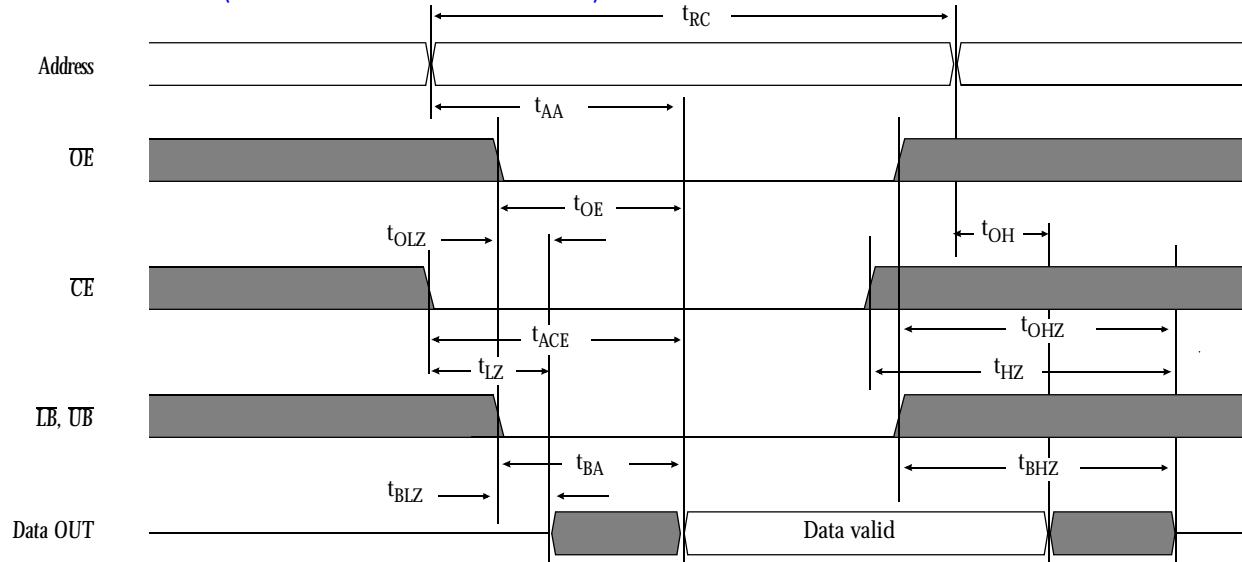 tRC
Address
tAA
OE
tOE
tOLZ
tOH
CE
tACE
tOHZ
tLZ
tHZ
LB, UB
tBA
tBHZ
tBLZ
Data OUT
Data valid